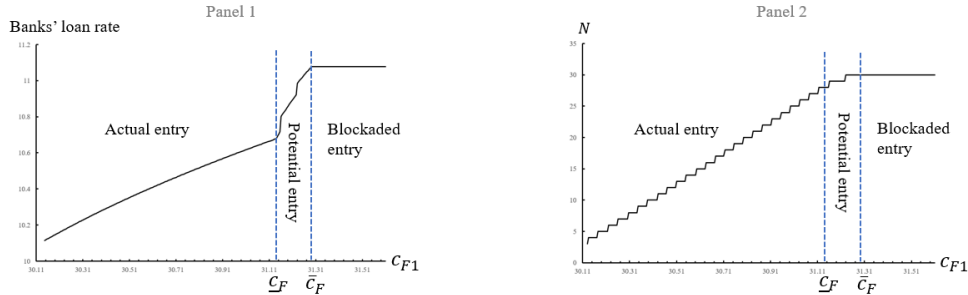 Panel 1
Banks' loan rate
11.2
11
10.8
10.6
10.4
10.2
10
Actual entry
Potential entry
Blockaded
entry
30.11 30.31 30.51 30.71 30.91 31.11 31.31 31.51
c_F1
c̲_F c̄_F
Panel 2
N
35
30
25
20
15
10
5
0
Actual entry
Potential entry
Blockaded
entry
30.11 30.31 30.51 30.71 30.91 31.11 31.31 31.51
c_F1
c̲_F c̄_F